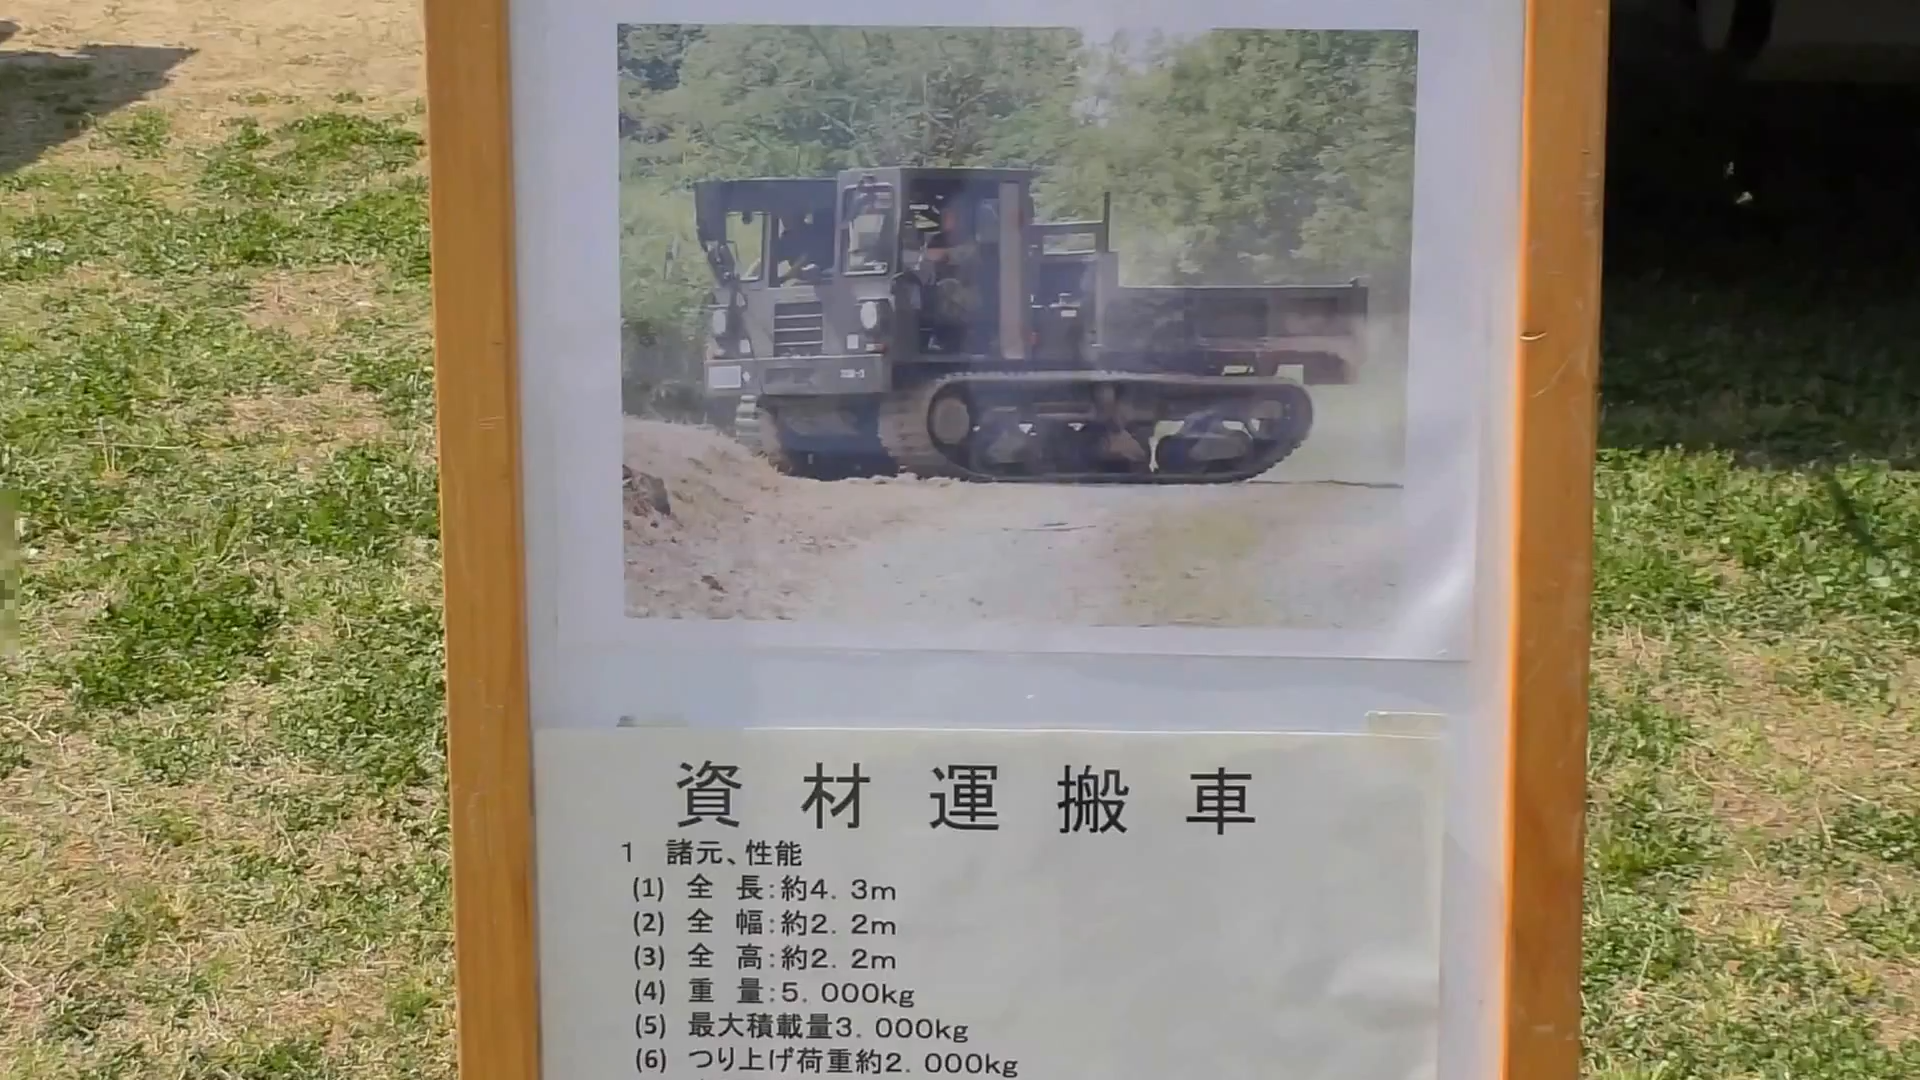 資材運搬車
1 諸元、性能
(1) 全 長:約4.3m
(2) 全 幅:約2.2m
(3) 全 高:約2.2m
(4) 重 量:5.000kg
(5) 最大積載量3.000kg
(6) つり上げ荷重約2.000kg